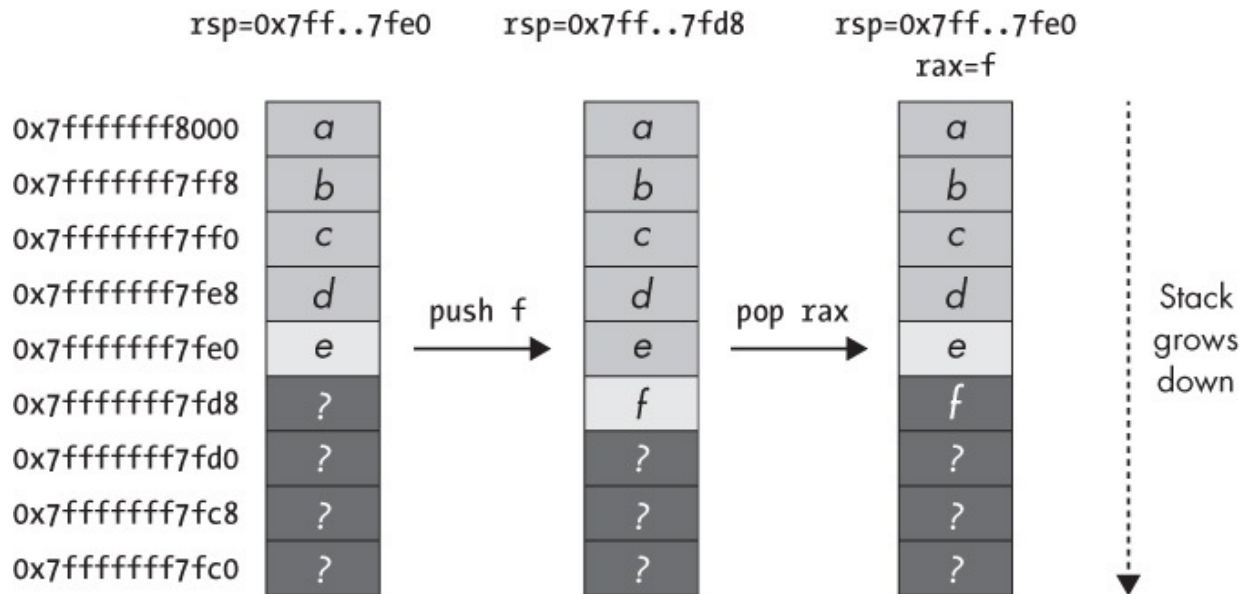 rsp=0x7ff..7fe0 rsp=0x7ff..7fd8 rsp=0x7ff..7fe0
rax=f
0x7fffffff8000 a a a
0x7fffffff7ff8 b b b
0x7fffffff7ff0 c c c
0x7fffffff7fe8 d d d
push f pop rax
0x7fffffff7fe0 e e e
0x7fffffff7fd8 ? f f
0x7fffffff7fd0 ? ? ?
0x7fffffff7fc8 ? ? ?
0x7fffffff7fc0 ? ? ?
Stack
grows
down